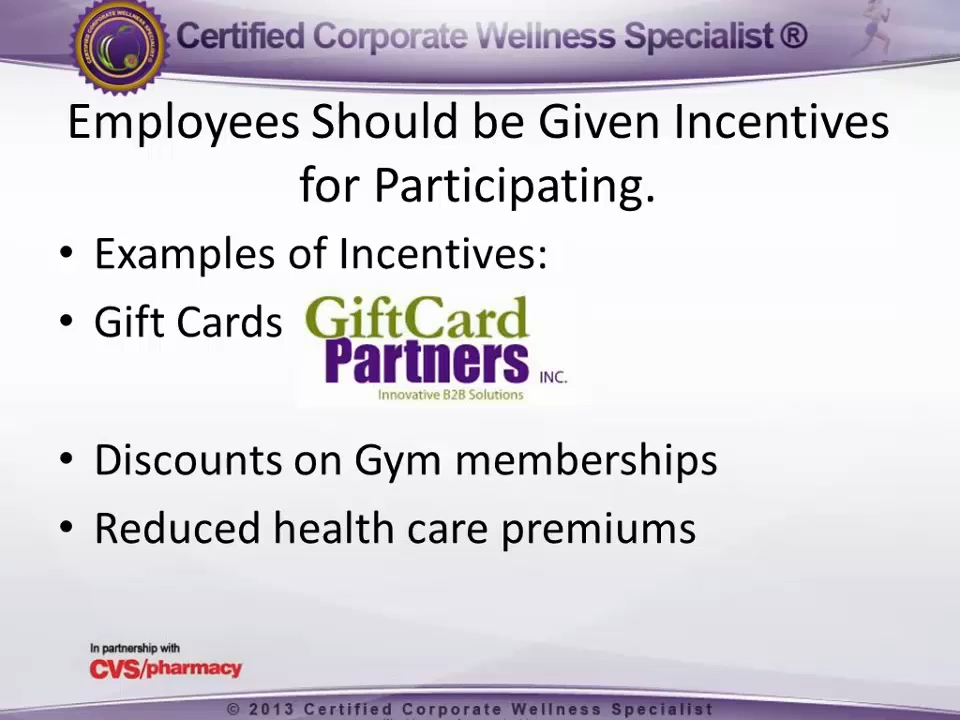 Certified Corporate Wellness Specialist ®
Employees Should be Given Incentives
for Participating.
• Examples of Incentives:
• Gift Cards
GiftCard
Partners INC.
Innovative B2B Solutions
• Discounts on Gym memberships
• Reduced health care premiums
In partnership with
CVS/pharmacy
© 2013 Certified Corporate Wellness Specialist